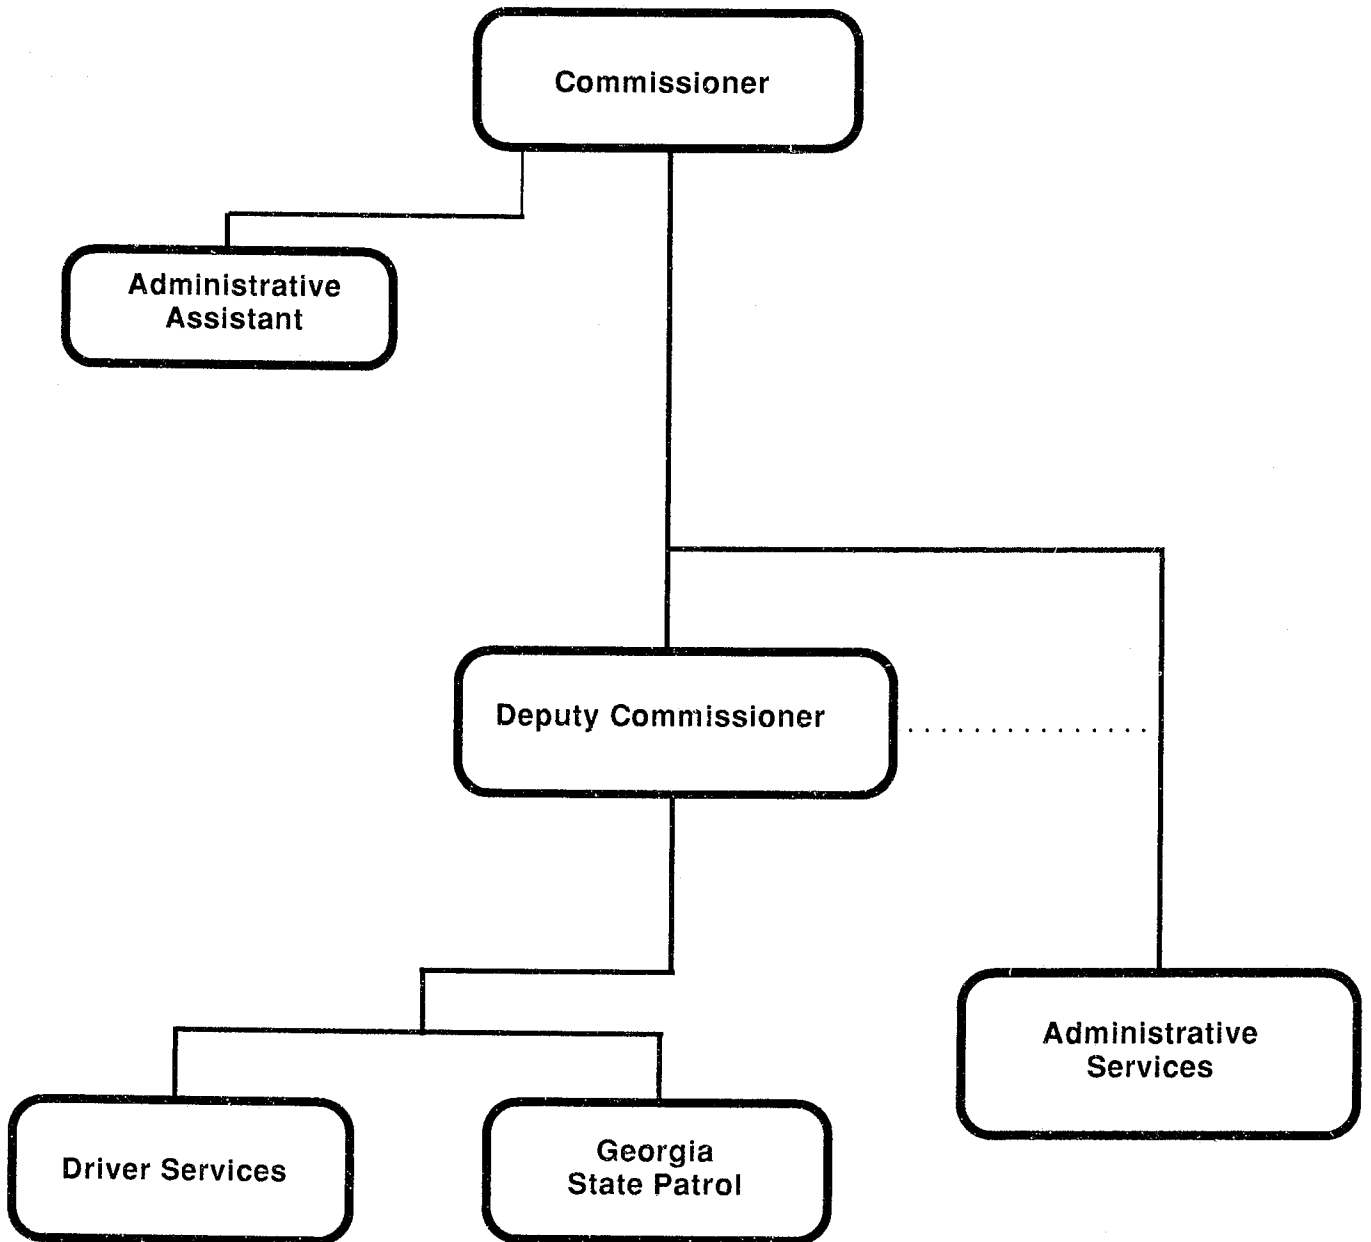 Commissioner
Administrative
Assistant
Deputy Commissioner
Administrative
Services
Driver Services
Georgia
State Patrol